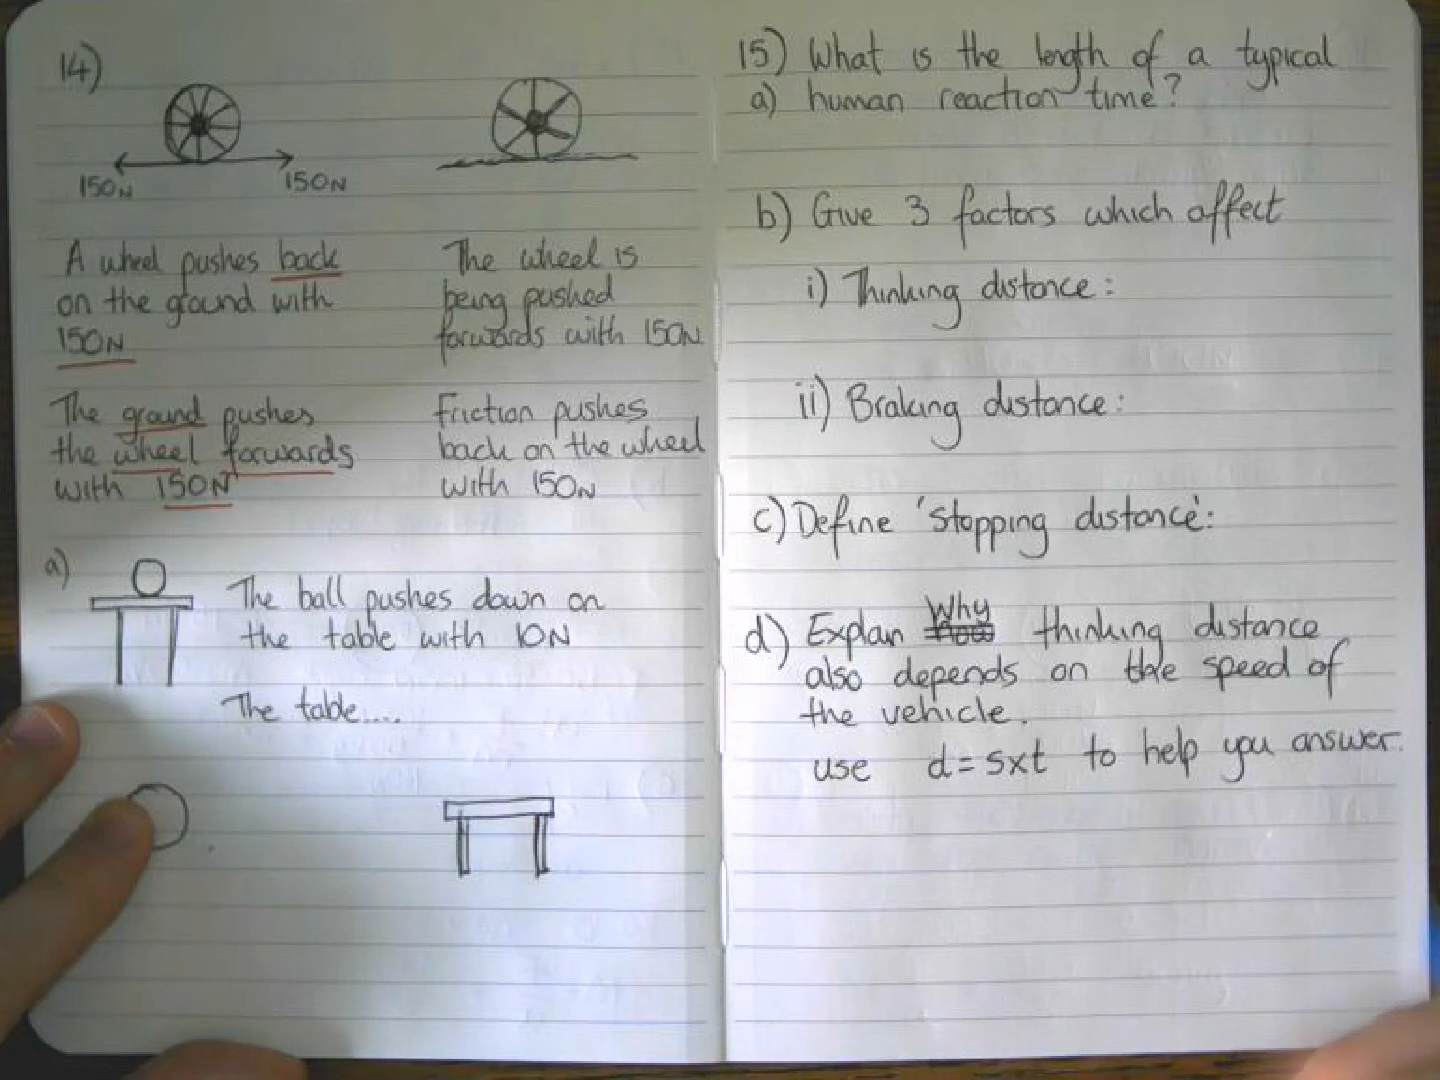 14)
150N
150N
A wheel pushes back
on the ground with
150N
The wheel is
being pushed
forwards with 150N
The ground pushes
the wheel forwards
with 150N
Friction pushes
back on the wheel
with 150N
a)
The ball pushes down on
the table with 10N
The table....
15) What is the length of a typical
a) human reaction time?
b) Give 3 factors which affect
i) Thinking distance:
ii) Braking distance:
c) Define 'stopping distance':
d) Explain Why thinking distance
also depends on the speed of
the vehicle.
use d=sxt to help you answer.